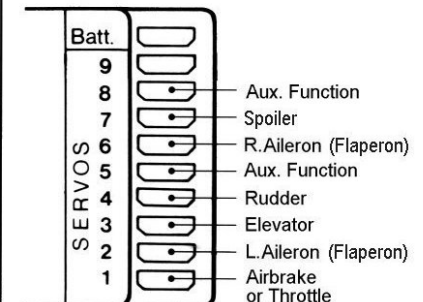 Batt.
9
8 Aux. Function
7 Spoiler
6 R.Aileron (Flaperon)
5 Aux. Function
4 Rudder
3 Elevator
2 L.Aileron (Flaperon)
1 Airbrake
or Throttle
SERVOS